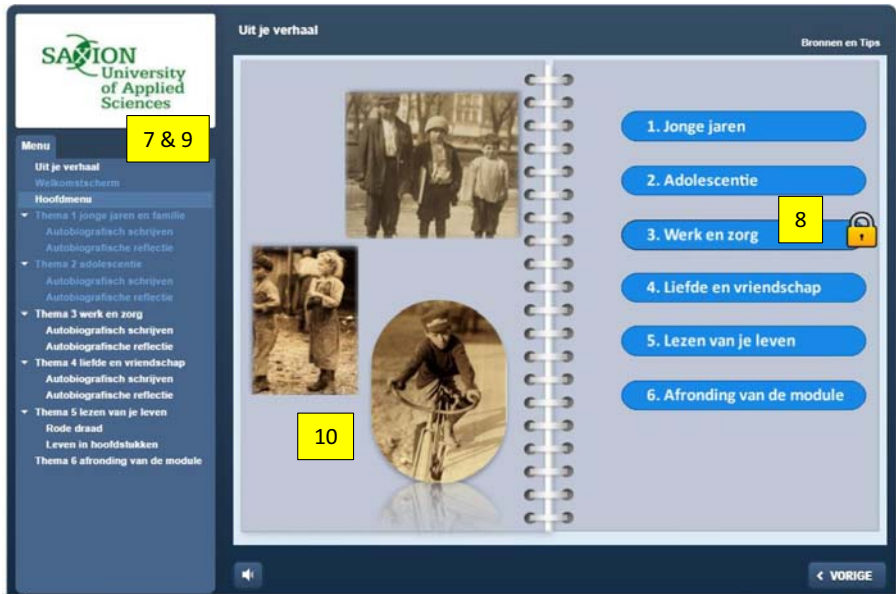 SAXION
University
of Applied
Sciences
Uit je verhaal
Bronnen en Tips
Menu
7 & 9
Uit je verhaal
Welkomstscherm
Hoofdmenu
Thema 1 jonge jaren en familie
Autobiografisch schrijven
Autobiografische reflectie
Thema 2 adolescentie
Autobiografisch schrijven
Autobiografische reflectie
Thema 3 werk en zorg
Autobiografisch schrijven
Autobiografische reflectie
Thema 4 liefde en vriendschap
Autobiografisch schrijven
Autobiografische reflectie
Thema 5 lezen van je leven
Rode draad
Leven in hoofdstukken
Thema 6 afronding van de module
10
1. Jonge jaren
2. Adolescentie
3. Werk en zorg
8
4. Liefde en vriendschap
5. Lezen van je leven
6. Afronding van de module
< VORIGE